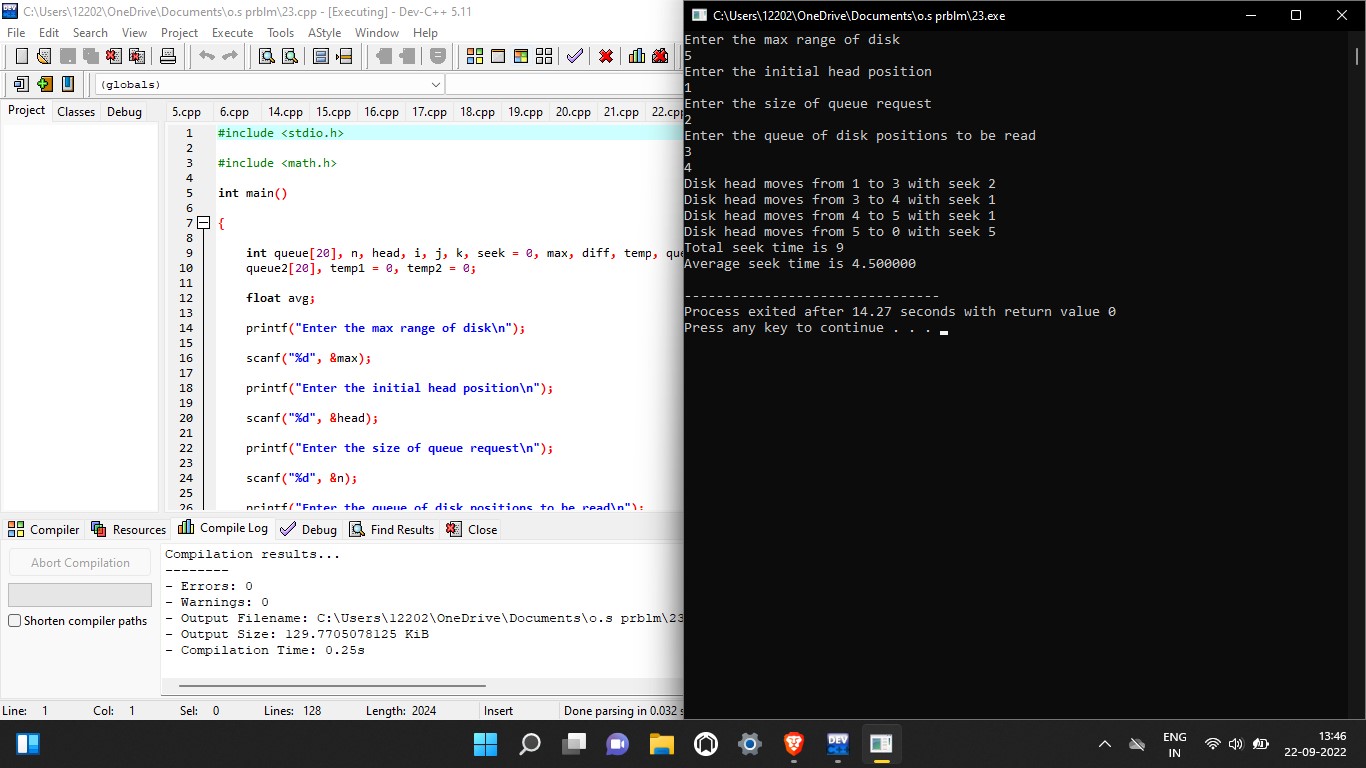 C:\Users\12202\OneDrive\Documents\o.s prblm\23.cpp - [Executing] - Dev-C++ 5.11
File Edit Search View Project Execute Tools AStyle Window Help
(globals)
Project Classes Debug
5.cpp 6.cpp 14.cpp 15.cpp 16.cpp 17.cpp 18.cpp 19.cpp 20.cpp 21.cpp 22.cpp
1 #include <stdio.h>
2
3 #include <math.h>
4
5 int main()
6
7 {
8
9 int queue[20], n, head, i, j, k, seek = 0, max, diff, temp, que
10 queue2[20], temp1 = 0, temp2 = 0;
11
12 float avg;
13
14 printf("Enter the max range of disk\n");
15
16 scanf("%d", &max);
17
18 printf("Enter the initial head position\n");
19
20 scanf("%d", &head);
21
22 printf("Enter the size of queue request\n");
23
24 scanf("%d", &n);
25
26 printf("Enter the queue of disk positions to be read\n");
Compiler Resources Compile Log Debug Find Results Close
Abort Compilation
Shorten compiler paths
Compilation results...
--------
- Errors: 0
- Warnings: 0
- Output Filename: C:\Users\12202\OneDrive\Documents\o.s prblm\23
- Output Size: 129.7705078125 KiB
- Compilation Time: 0.25s
Line: 1 Col: 1 Sel: 0 Lines: 128 Length: 2024 Insert Done parsing in 0.032 s
C:\Users\12202\OneDrive\Documents\o.s prblm\23.exe
Enter the max range of disk
5
Enter the initial head position
1
Enter the size of queue request
2
Enter the queue of disk positions to be read
3
4
Disk head moves from 1 to 3 with seek 2
Disk head moves from 3 to 4 with seek 1
Disk head moves from 4 to 5 with seek 1
Disk head moves from 5 to 0 with seek 5
Total seek time is 9
Average seek time is 4.500000
--------------------------------
Process exited after 14.27 seconds with return value 0
Press any key to continue . . .
DEV
ENG
IN
13:46
22-09-2022